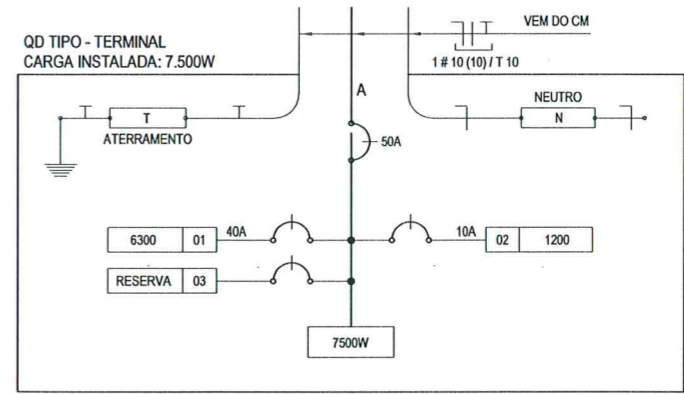 VEM DO CM
QD TIPO - TERMINAL
CARGA INSTALADA: 7.500W
1 # 10 (10) / T 10
A
NEUTRO
T
N
ATERRAMENTO
50A
6300 01 40A
10A 02 1200
RESERVA 03
7500W